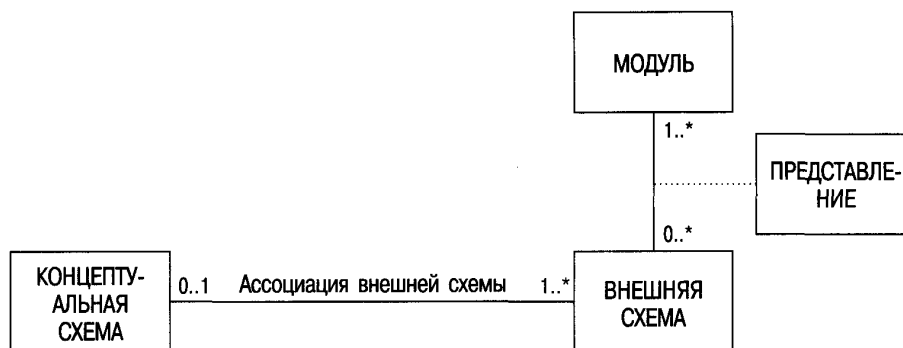 МОДУЛЬ
1..*
ПРЕДСТАВЛЕ-
НИЕ
0..*
КОНЦЕПТУ-
АЛЬНАЯ
СХЕМА
0..1 Ассоциация внешней схемы 1..*
ВНЕШНЯЯ
СХЕМА